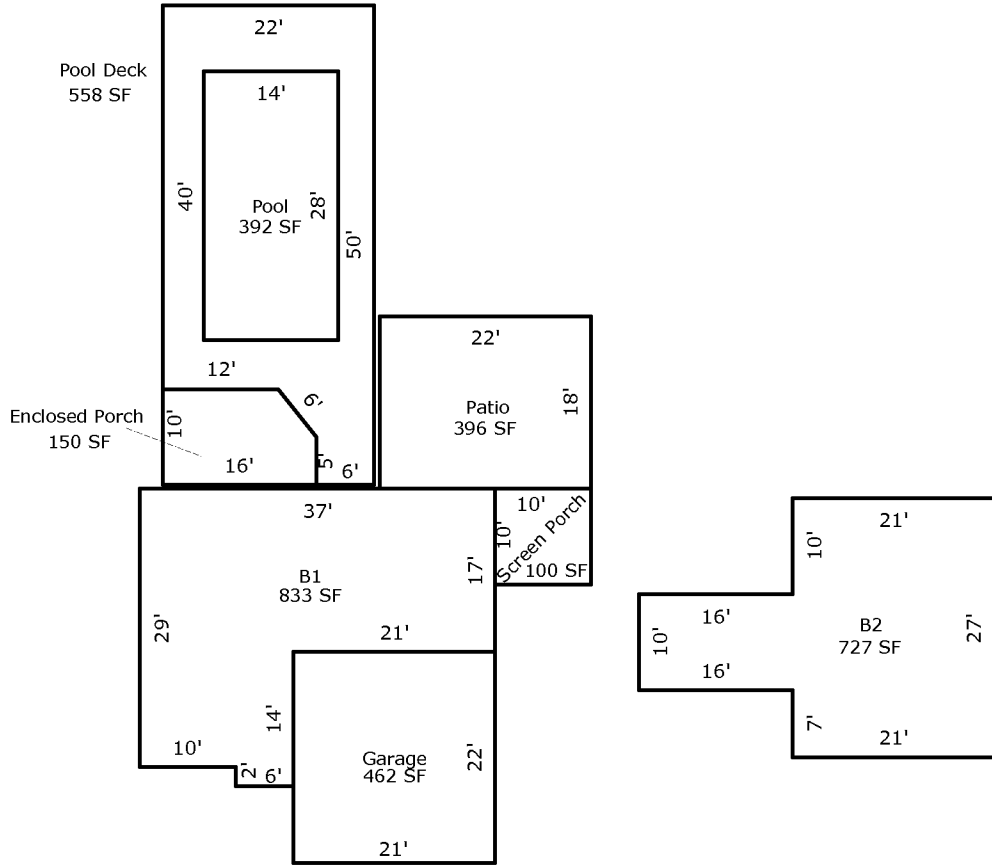 22'
Pool Deck
558 SF
14'
40'
Pool
392 SF
28'
50'
12'
6'
Enclosed Porch
150 SF
10'
16'
5'
6'
22'
Patio
396 SF
18'
37'
10'
10'
Screen Porch
100 SF
B1
833 SF
17'
29'
21'
14'
10'
2'
6'
Garage
462 SF
22'
21'
21'
10'
16'
10'
16'
B2
727 SF
27'
7'
21'